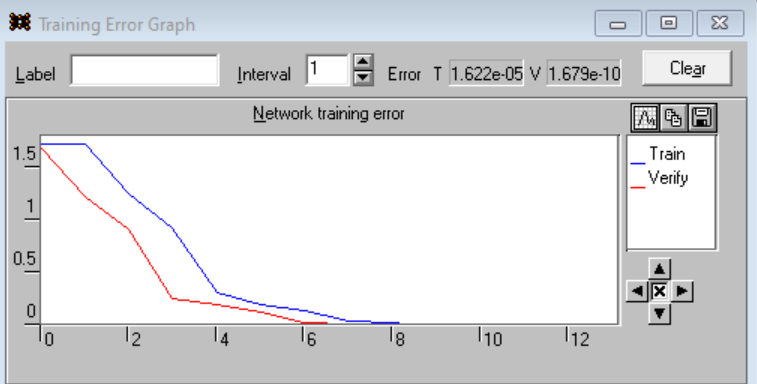 Training Error Graph
Label Interval 1 Error T 1.622e-05 V 1.679e-10 Clear
Network training error
Train
Verify
1.5
1
0.5
0
0 2 4 6 8 10 12